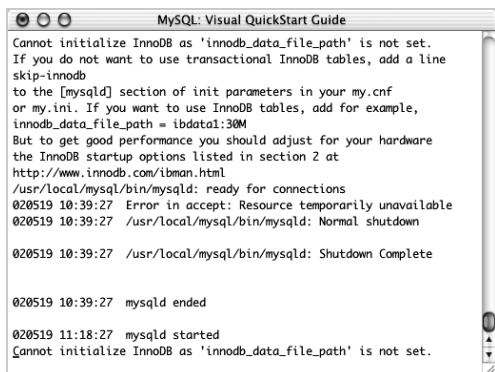 MySQL: Visual QuickStart Guide
Cannot initialize InnoDB as 'innodb_data_file_path' is not set.
If you do not want to use transactional InnoDB tables, add a line
skip-innodb
to the [mysqld] section of init parameters in your my.cnf
or my.ini. If you want to use InnoDB tables, add for example,
innodb_data_file_path = ibdata1:30M
But to get good performance you should adjust for your hardware
the InnoDB startup options listed in section 2 at
http://www.innodb.com/ibman.html
/usr/local/mysql/bin/mysqld: ready for connections
020519 10:39:27  Error in accept: Resource temporarily unavailable
020519 10:39:27  /usr/local/mysql/bin/mysqld: Normal shutdown
020519 10:39:27  /usr/local/mysql/bin/mysqld: Shutdown Complete
020519 10:39:27  mysqld ended
020519 11:18:27  mysqld started
Cannot initialize InnoDB as 'innodb_data_file_path' is not set.